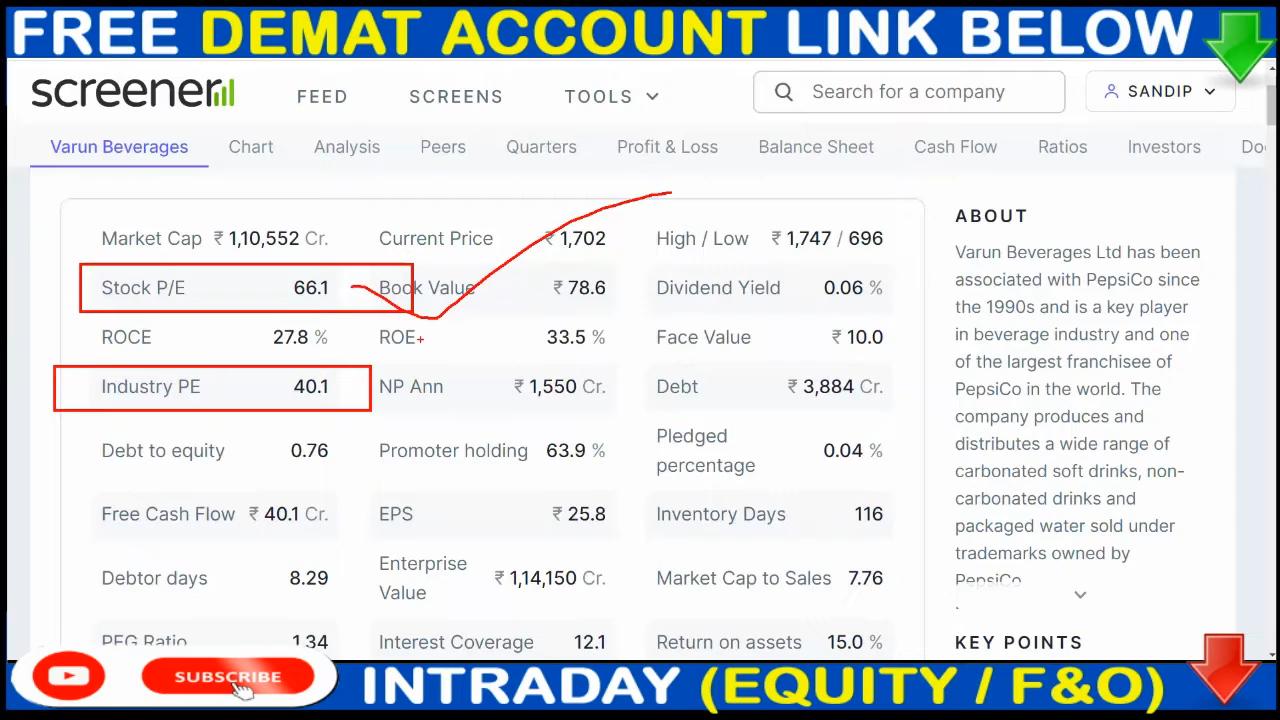 FREE DEMAT ACCOUNT LINK BELOW
screener
FEED SCREENS TOOLS
Search for a company
SANDIP
Varun Beverages Chart Analysis Peers Quarters Profit & Loss Balance Sheet Cash Flow Ratios Investors Do
Market Cap ₹ 1,10,552 Cr. Current Price ₹ 1,702 High / Low ₹ 1,747 / 696
Stock P/E 66.1 Book Value ₹ 78.6 Dividend Yield 0.06 %
ROCE 27.8 % ROE 33.5 % Face Value ₹ 10.0
Industry PE 40.1 NP Ann ₹ 1,550 Cr. Debt ₹ 3,884 Cr.
Debt to equity 0.76 Promoter holding 63.9 % Pledged percentage 0.04 %
Free Cash Flow ₹ 40.1 Cr. EPS ₹ 25.8 Inventory Days 116
Debtor days 8.29 Enterprise Value ₹ 1,14,150 Cr. Market Cap to Sales 7.76
PEG Ratio 1.34 Interest Coverage 12.1 Return on assets 15.0 %
ABOUT
Varun Beverages Ltd has been
associated with PepsiCo since
the 1990s and is a key player
in beverage industry and one
of the largest franchisee of
PepsiCo in the world. The
company produces and
distributes a wide range of
carbonated soft drinks, non-
carbonated drinks and
packaged water sold under
trademarks owned by
PepsiCo
.
KEY POINTS
SUBSCRIBE
INTRADAY (EQUITY / F&O)